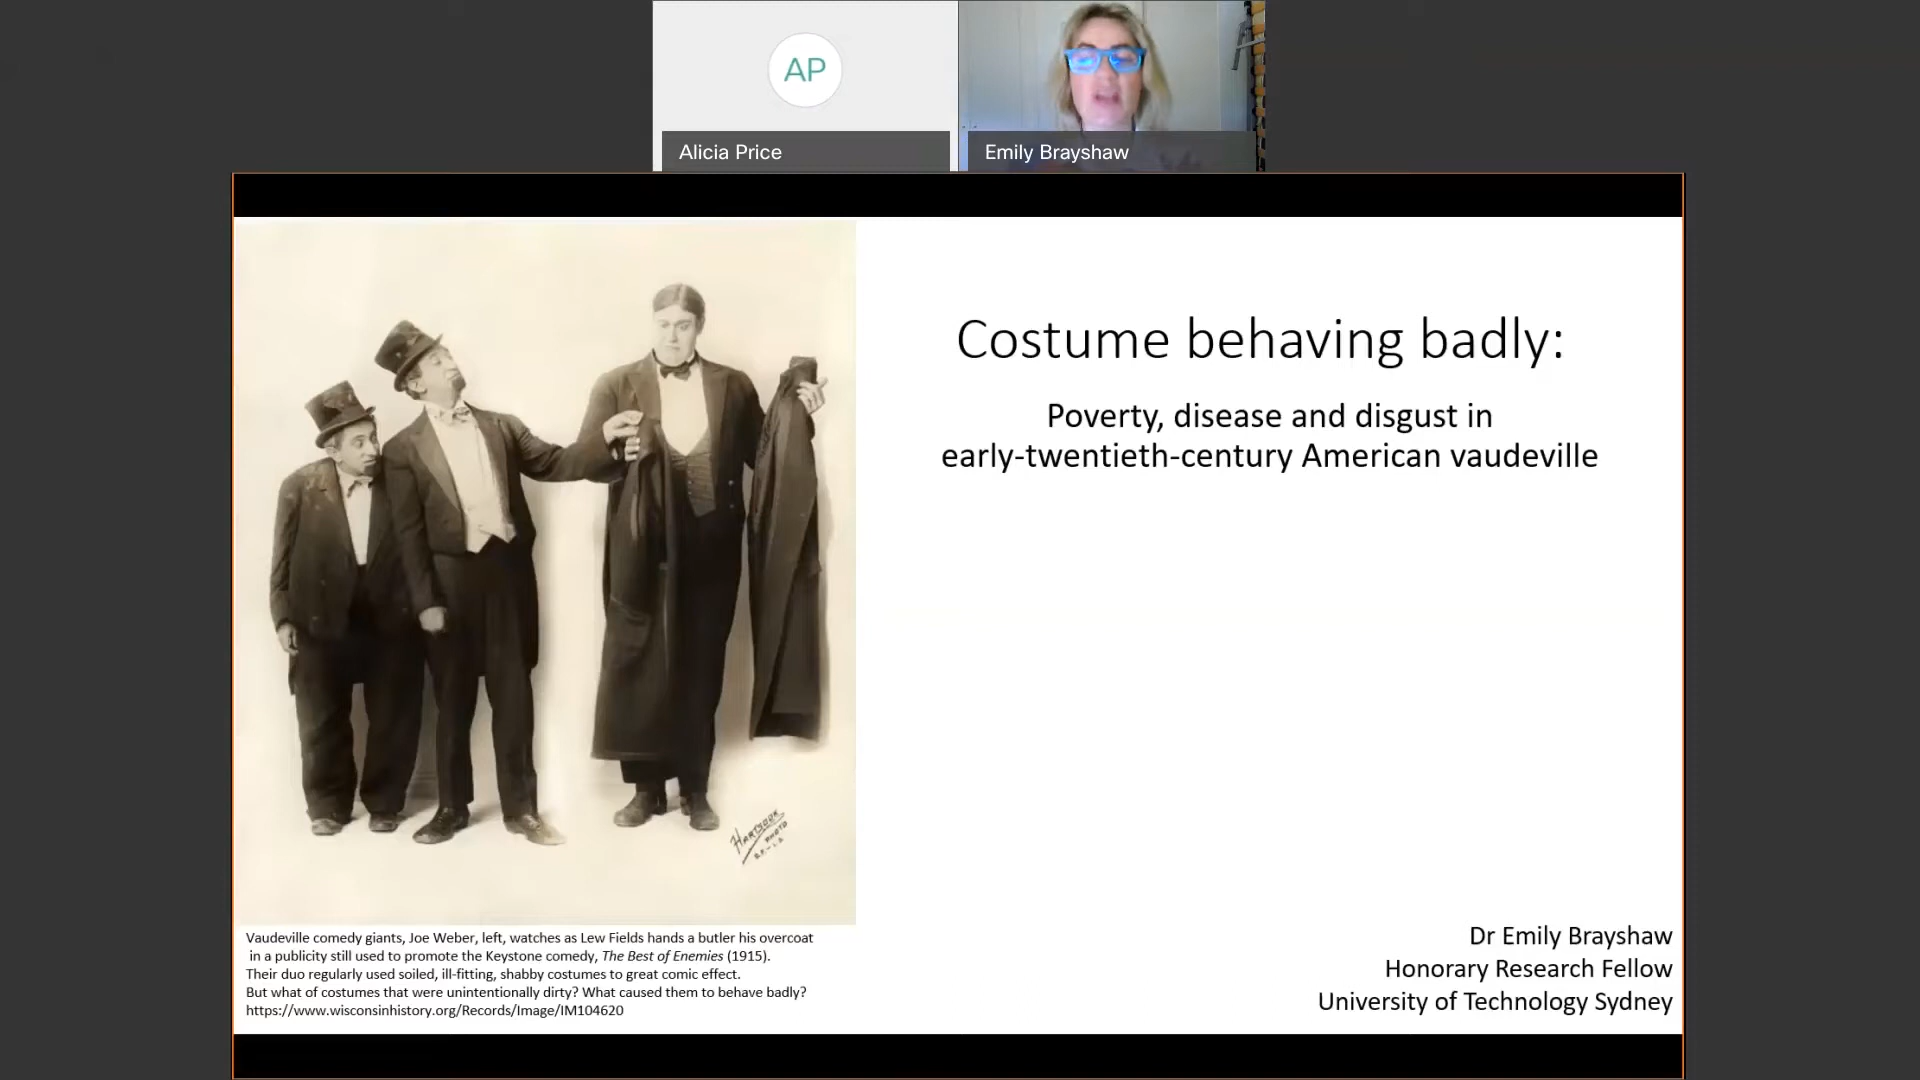 AP
Alicia Price
Emily Brayshaw
Costume behaving badly:
Poverty, disease and disgust in
early-twentieth-century American vaudeville
HARTSOOK
PHOTO
S.F.-L.A.
Vaudeville comedy giants, Joe Weber, left, watches as Lew Fields hands a butler his overcoat
in a publicity still used to promote the Keystone comedy, The Best of Enemies (1915).
Their duo regularly used soiled, ill-fitting, shabby costumes to great comic effect.
But what of costumes that were unintentionally dirty? What caused them to behave badly?
https://www.wisconsinhistory.org/Records/Image/IM104620
Dr Emily Brayshaw
Honorary Research Fellow
University of Technology Sydney